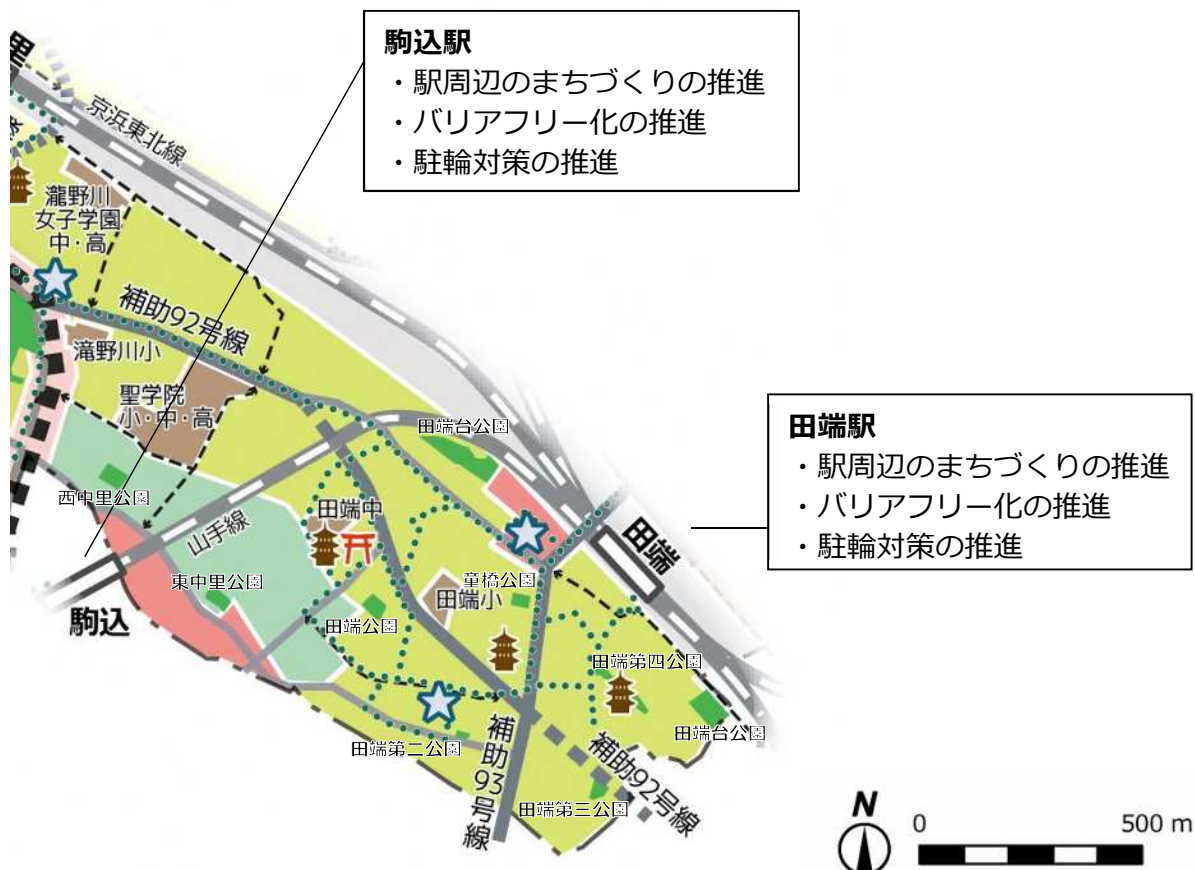 駒込駅
・駅周辺のまちづくりの推進
・バリアフリー化の推進
・駐輪対策の推進
里
京浜東北線
瀧野川
女子学園
中・高
補助92号線
滝野川小
聖学院
小・中・高
田端台公園
田端駅
・駅周辺のまちづくりの推進
・バリアフリー化の推進
・駐輪対策の推進
西中里公園
山手線
田端中
田端
東中里公園
童橋公園
田端小
駒込
田端公園
田端第四公園
田端台公園
田端第二公園
補助93号線
補助92号線
田端第三公園
N
0
500 m